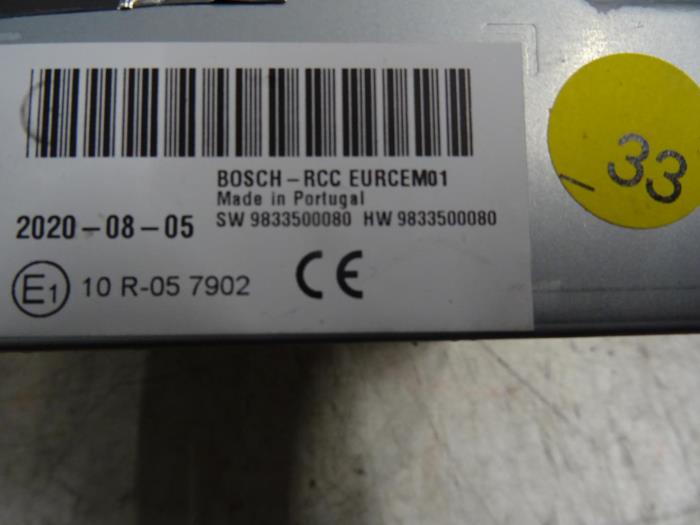 BOSCH-RCC EURCEM01
Made in Portugal
2020-08-05 SW 9833500080 HW 9833500080
E1 10 R-05 7902 CE
33